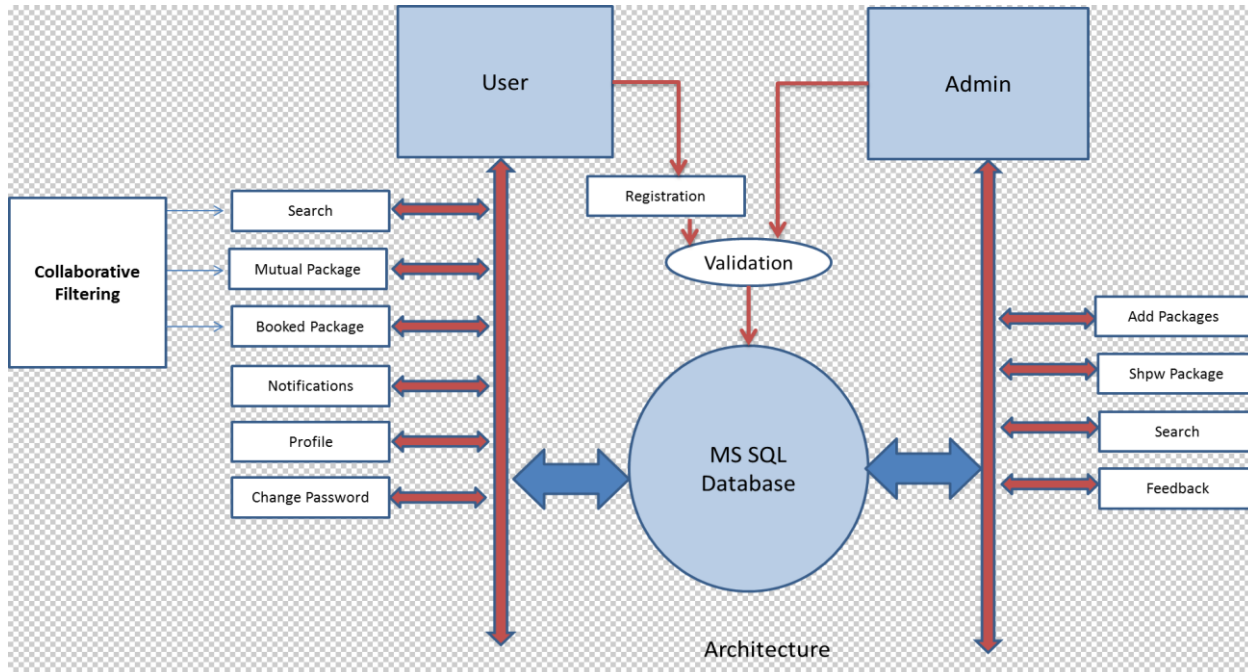 User
Admin
Registration
Search
Validation
Collaborative
Filtering
Mutual Package
Booked Package
Add Packages
Notifications
Shpw Package
Profile
Search
MS SQL
Database
Change Password
Feedback
Architecture